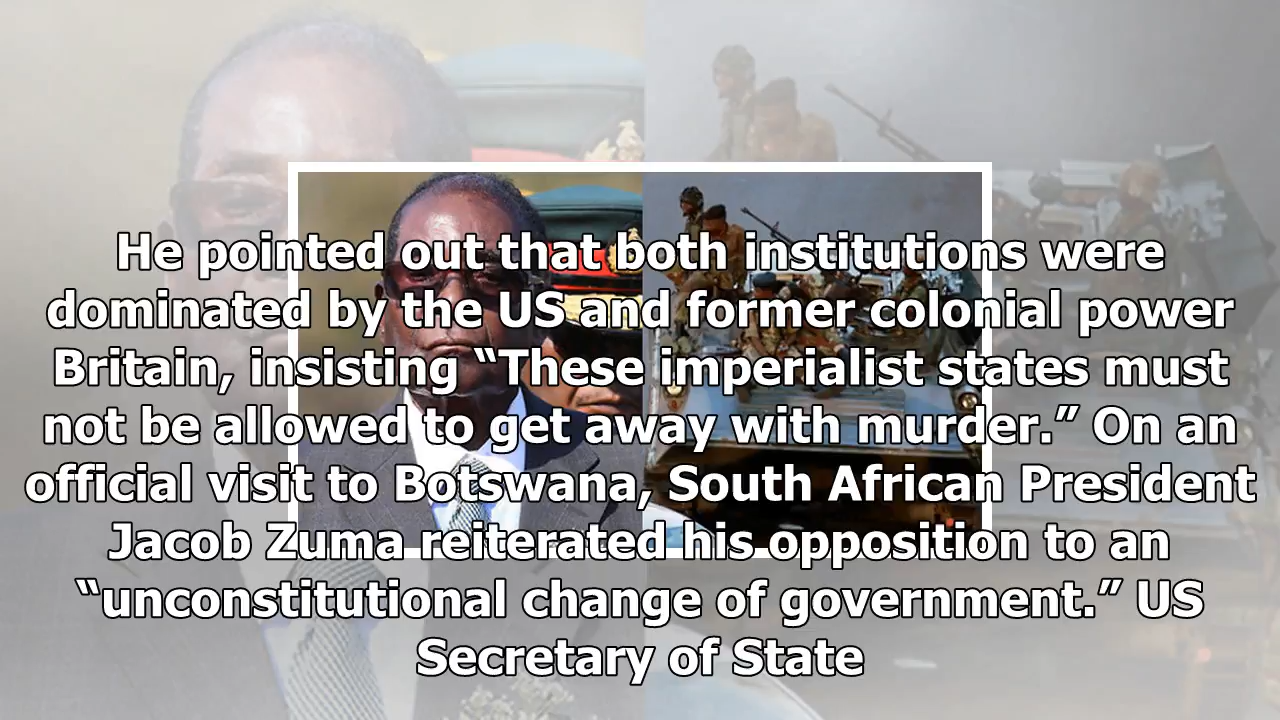 He pointed out that both institutions were
dominated by the US and former colonial power
Britain, insisting “These imperialist states must
not be allowed to get away with murder.” On an
official visit to Botswana, South African President
Jacob Zuma reiterated his opposition to an
“unconstitutional change of government.” US
Secretary of State